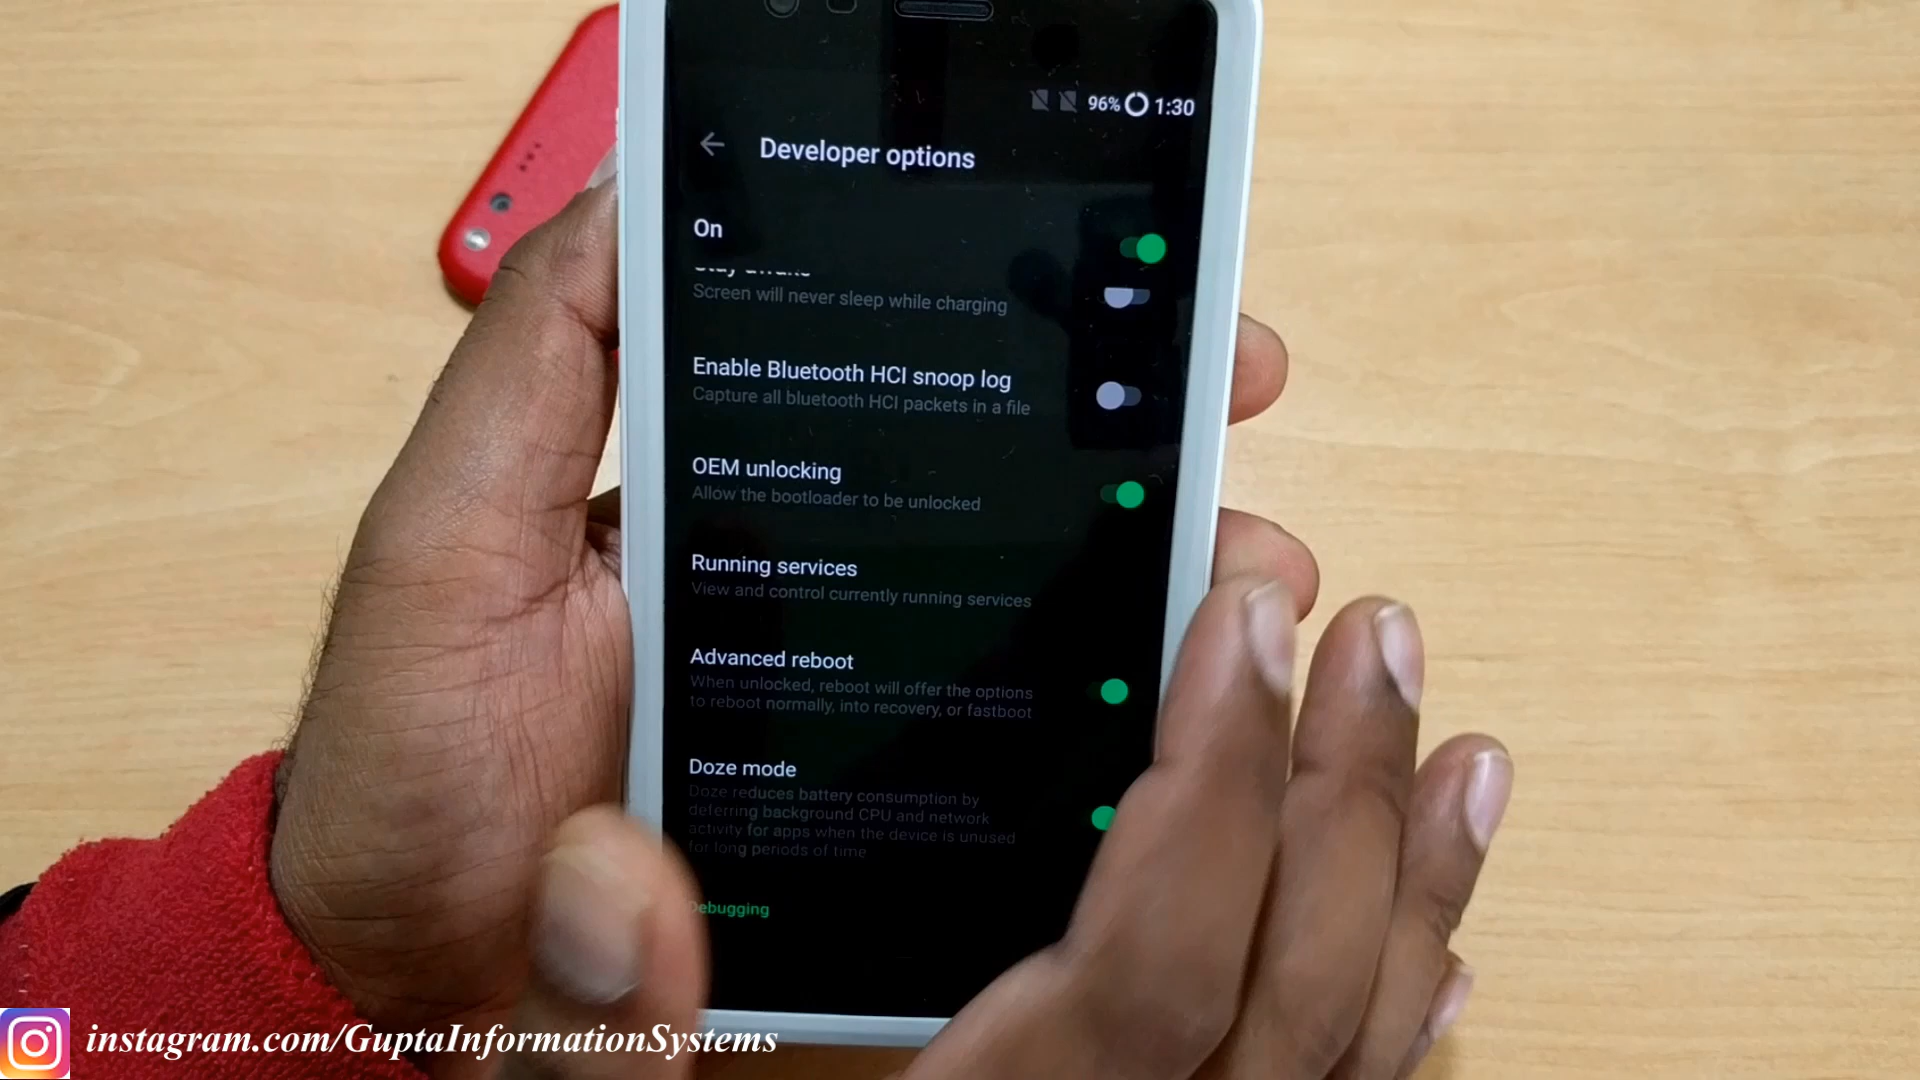 96% 1:30
Developer options
On
Stay awake
Screen will never sleep while charging
Enable Bluetooth HCI snoop log
Capture all bluetooth HCI packets in a file
OEM unlocking
Allow the bootloader to be unlocked
Running services
View and control currently running services
Advanced reboot
When unlocked, reboot will offer the options
to reboot normally, into recovery, or fastboot
Doze mode
Doze reduces battery consumption by
deferring background CPU and network
activity for apps when the device is unused
for long periods of time
Debugging
instagram.com/GuptaInformationSystems